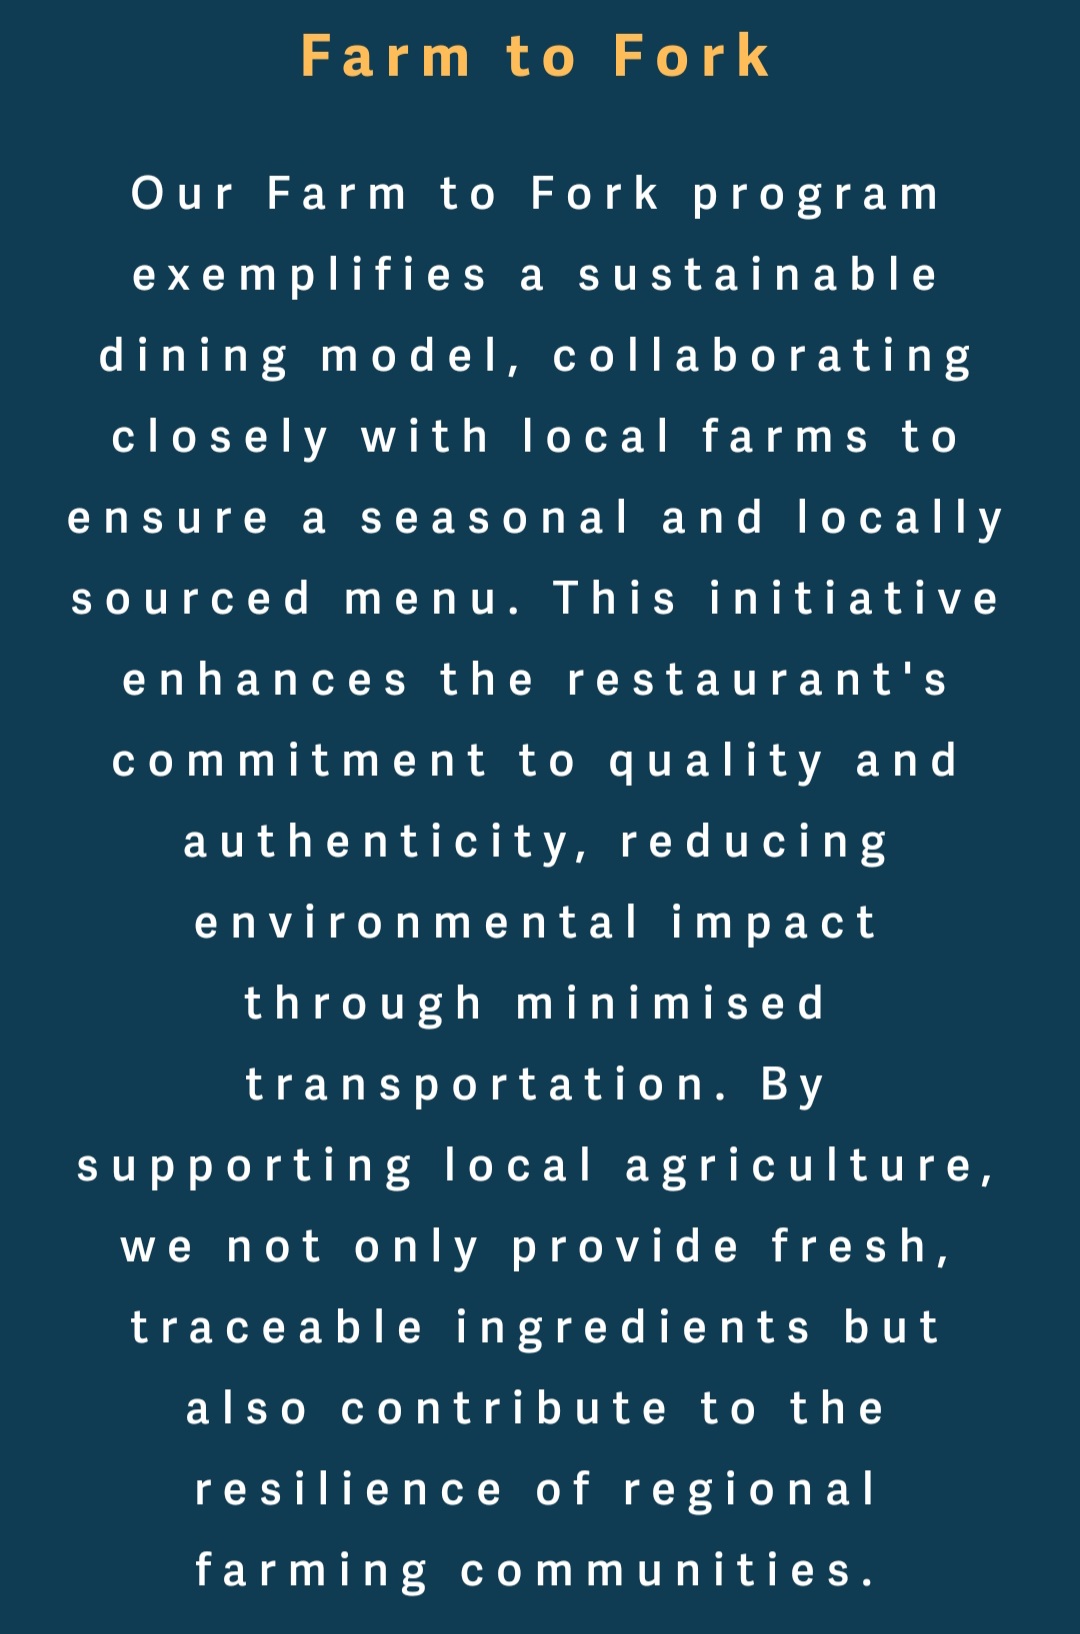 Farm to Fork
Our Farm to Fork program
exemplifies a sustainable
dining model, collaborating
closely with local farms to
ensure a seasonal and locally
sourced menu. This initiative
enhances the restaurant's
commitment to quality and
authenticity, reducing
environmental impact
through minimised
transportation. By
supporting local agriculture,
we not only provide fresh,
traceable ingredients but
also contribute to the
resilience of regional
farming communities.